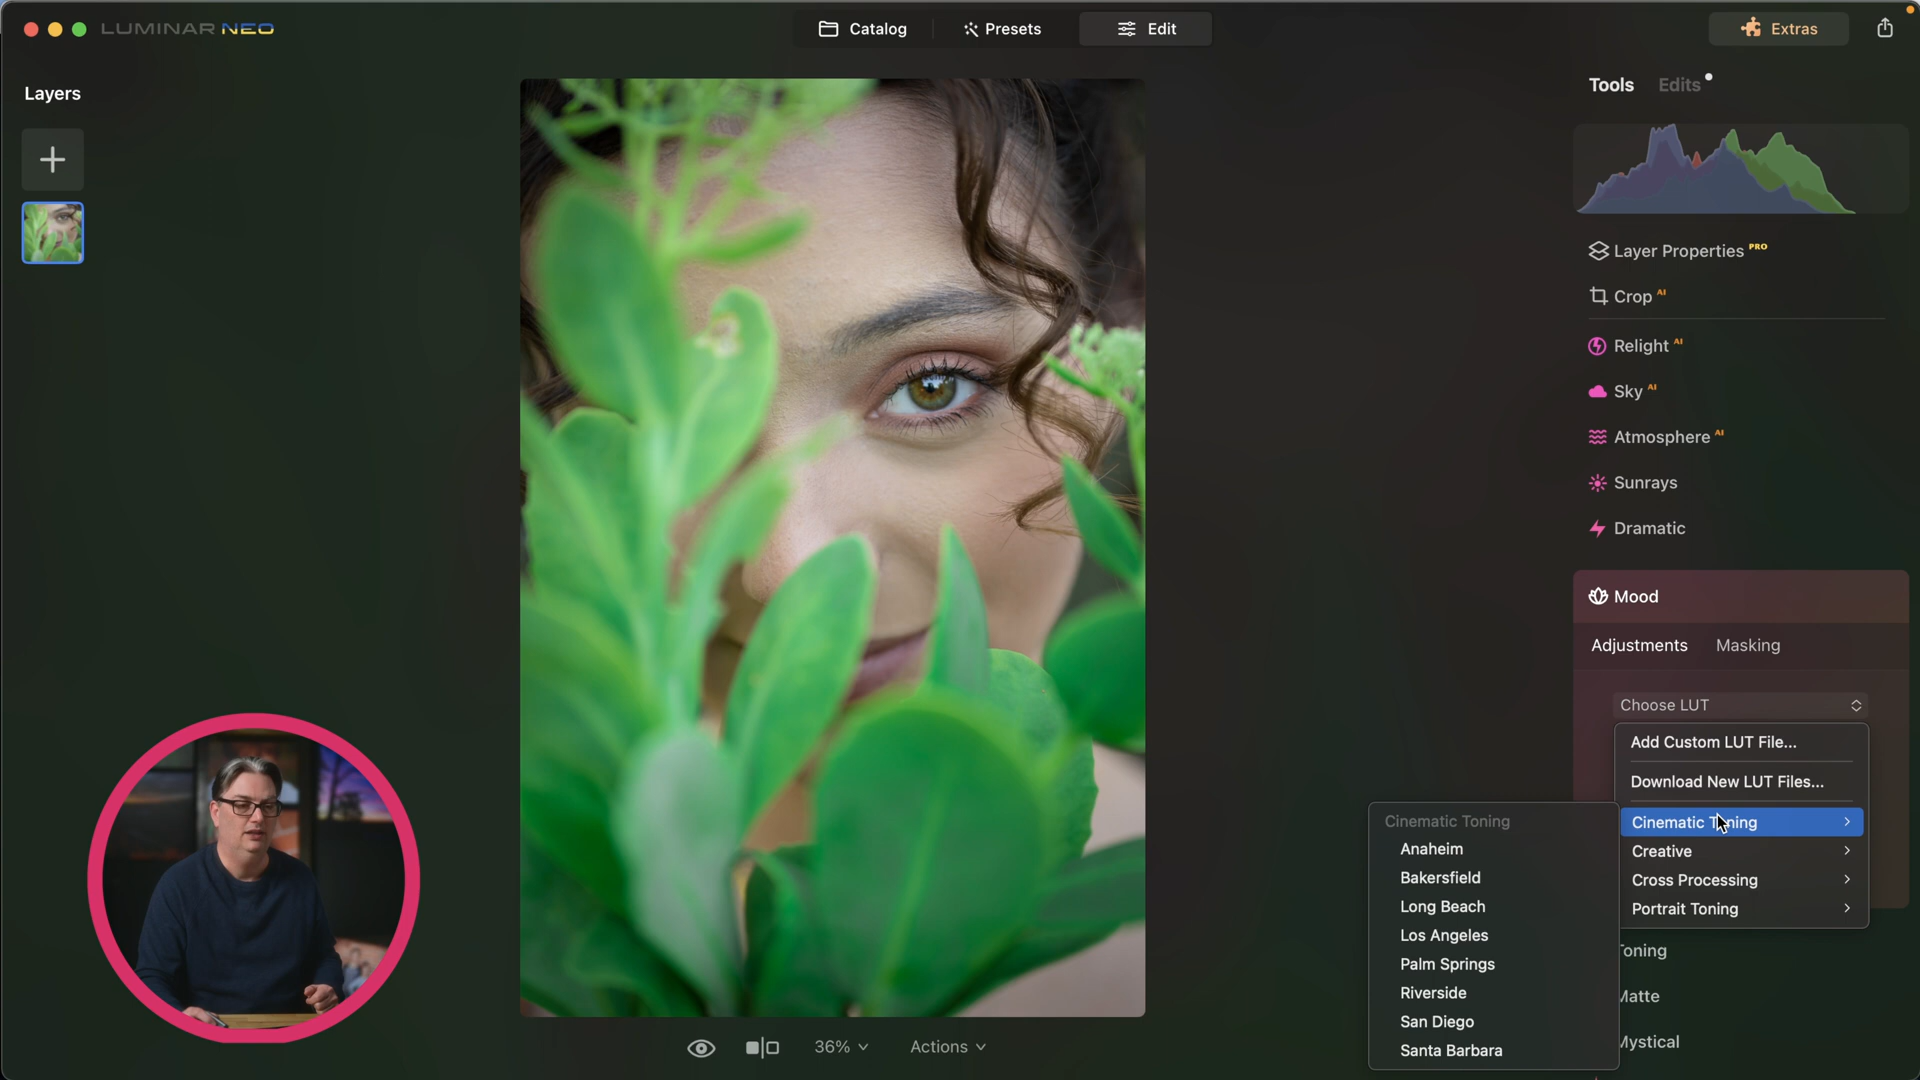 LUMINAR NEO
Catalog
Presets
Edit
Extras
Layers
Tools
Edits
Layer Properties PRO
Crop AI
Relight AI
Sky AI
Atmosphere AI
Sunrays
Dramatic
Mood
Adjustments
Masking
Choose LUT
Add Custom LUT File...
Download New LUT Files...
Cinematic Toning
Creative
Cross Processing
Portrait Toning
Cinematic Toning
Anaheim
Bakersfield
Long Beach
Los Angeles
Palm Springs
Riverside
San Diego
Santa Barbara
Toning
Matte
Mystical
36%
Actions